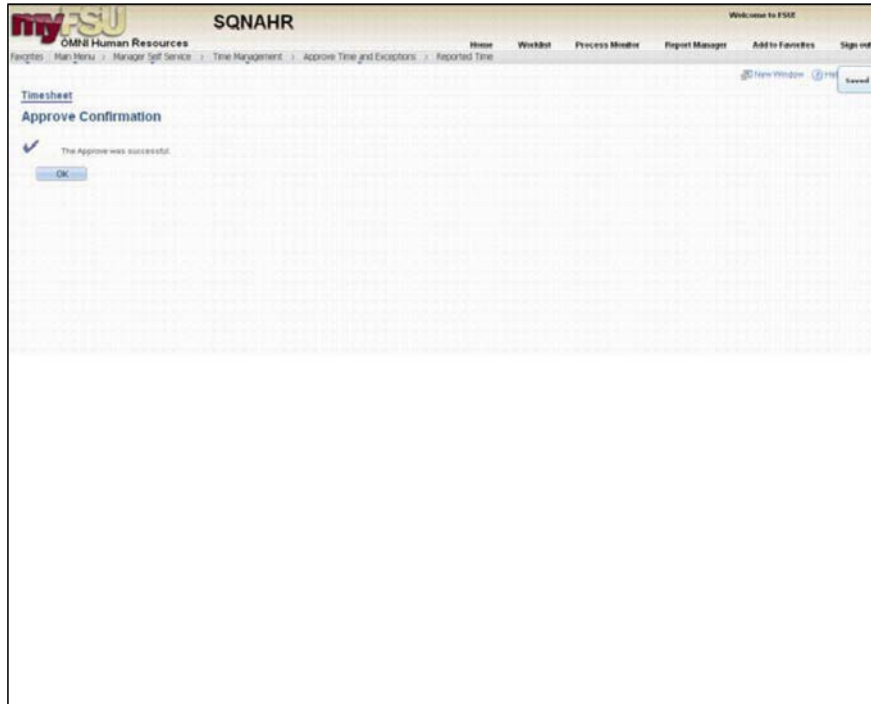 myFSU
SQNAHR
Welcome to FSU!
OMNI Human Resources
Home Worklist Process Monitor Report Manager Add to Favorites Sign out
Favorites Main Menu > Manager Self Service > Time Management > Approve Time and Exceptions > Reported Time
New Window
Saved
Timesheet
Approve Confirmation
The Approve was successful.
OK